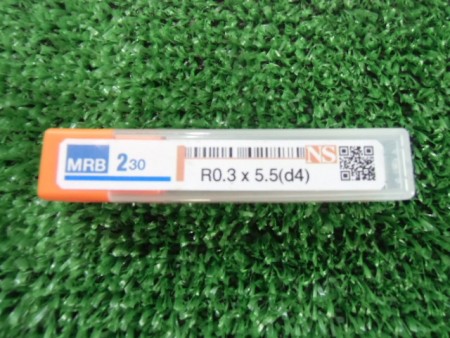 MRB 230 NS
R0.3 x 5.5(d4)